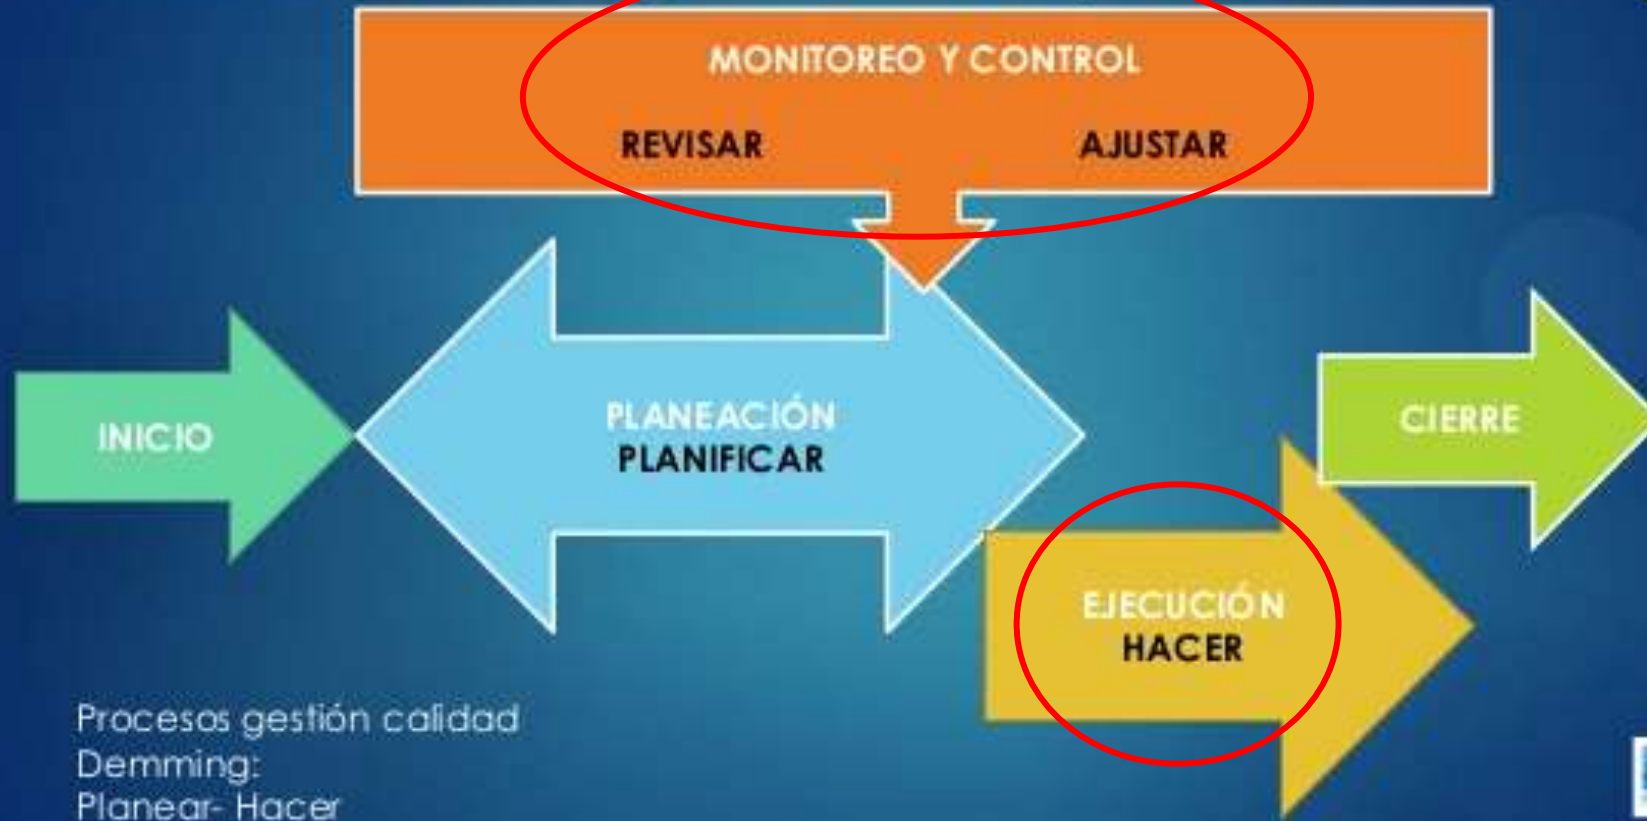 MONITOREO Y CONTROL
REVISAR AJUSTAR
INICIO
PLANEACIÓN
PLANIFICAR
CIERRE
EJECUCIÓN
HACER
Procesos gestión calidad
Demming:
Planear- Hacer